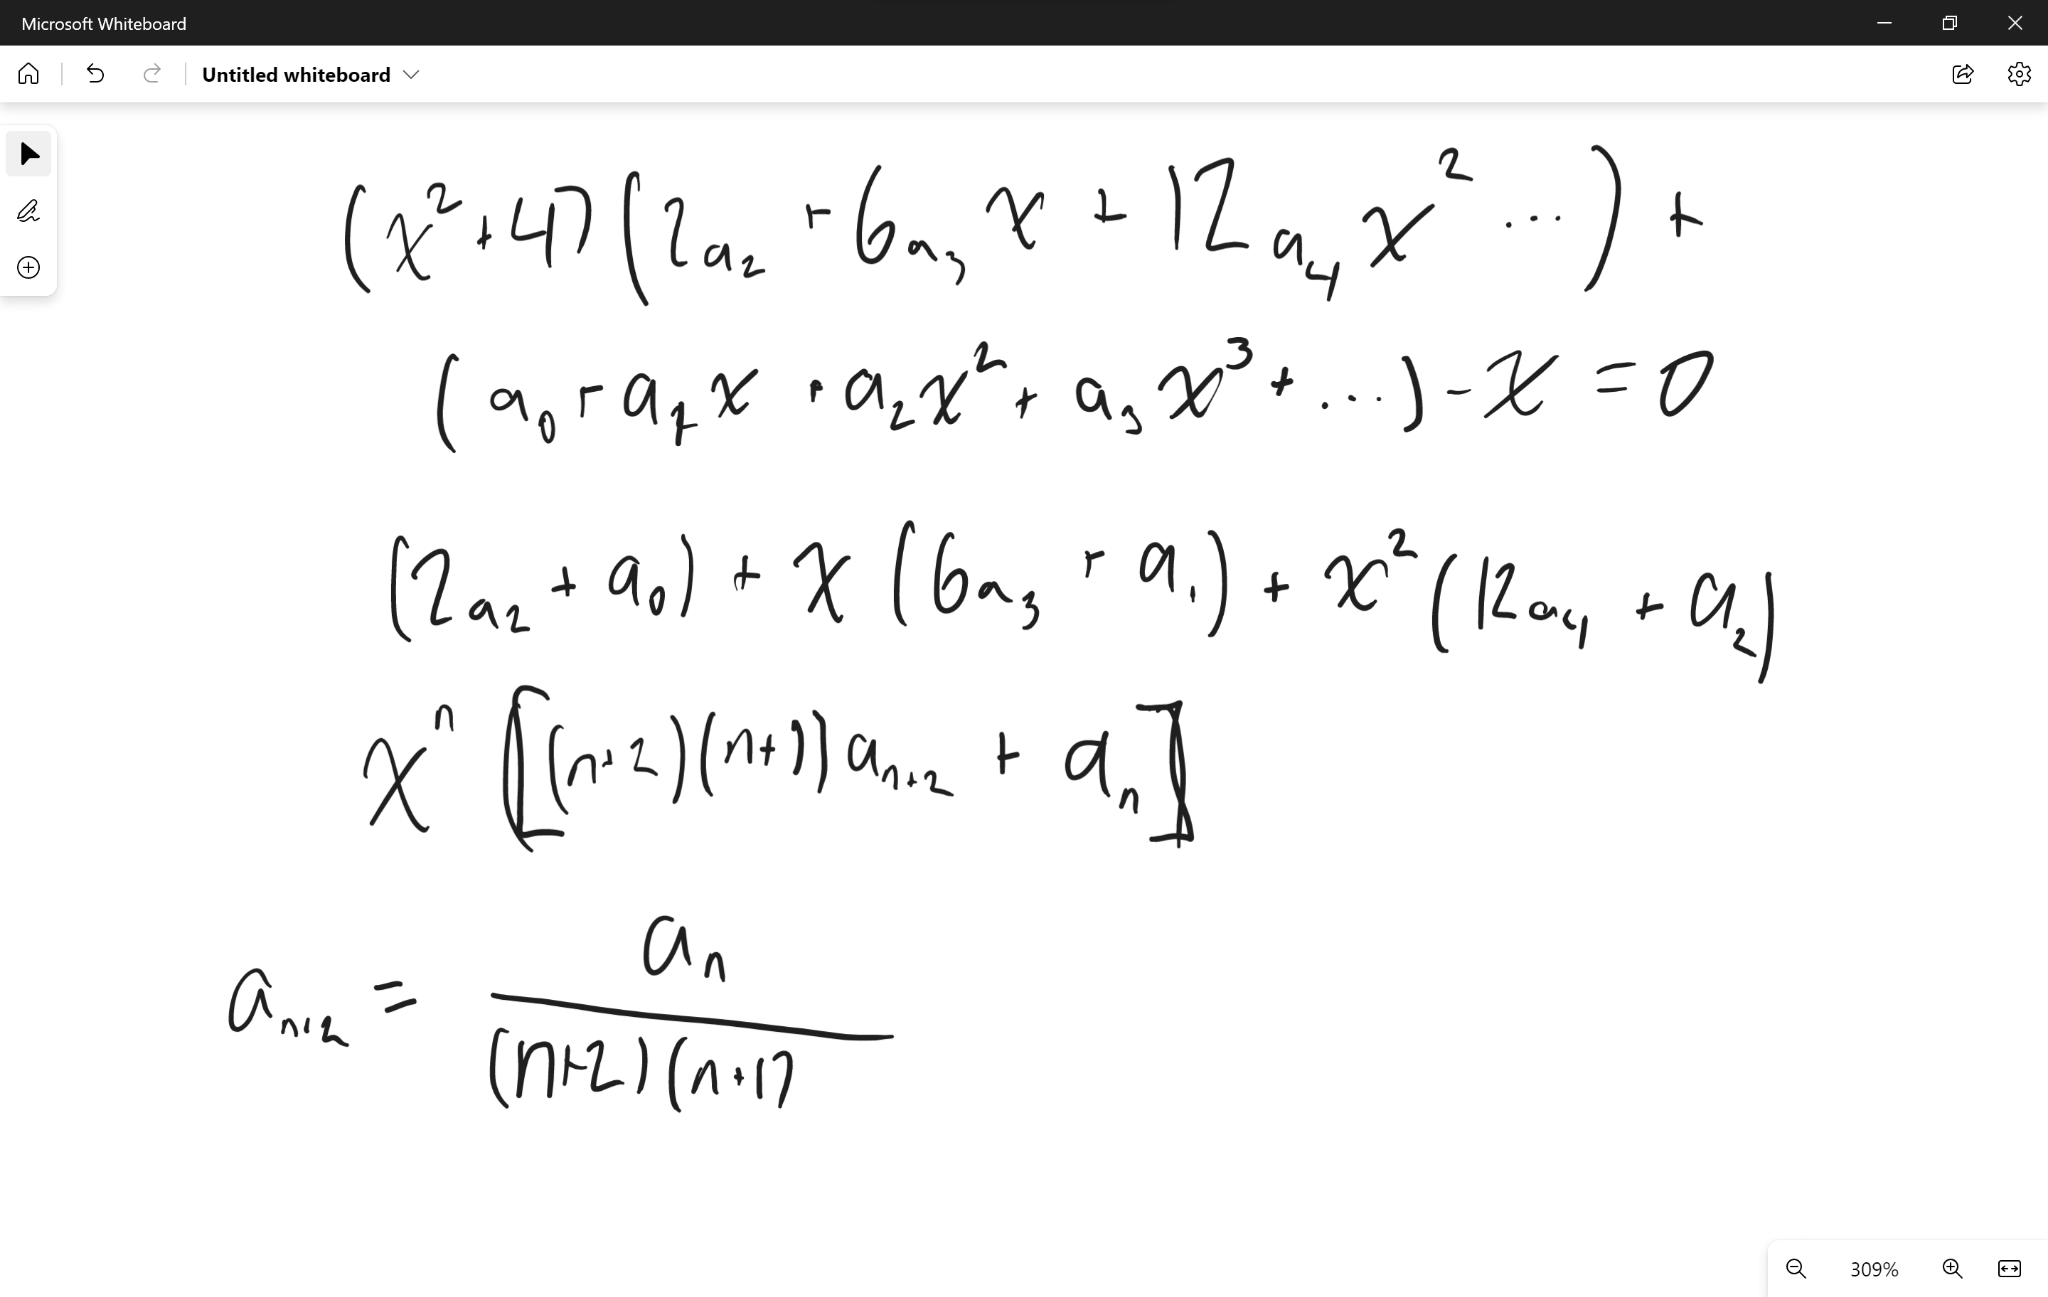 Microsoft Whiteboard
Untitled whiteboard
(x²+4)(2a₂ + 6a₃x + 12a₄x² ...) +
(a₀ + a₁x + a₂x² + a₃x³ + ...) - x = 0
(2a₂ + a₀) + x(6a₃ + a₁) + x²(12a₄ + a₂)
xⁿ[(n+2)(n+1)aₙ₊₂ + aₙ]
aₙ₊₂ = aₙ / (n+2)(n+1)
309%